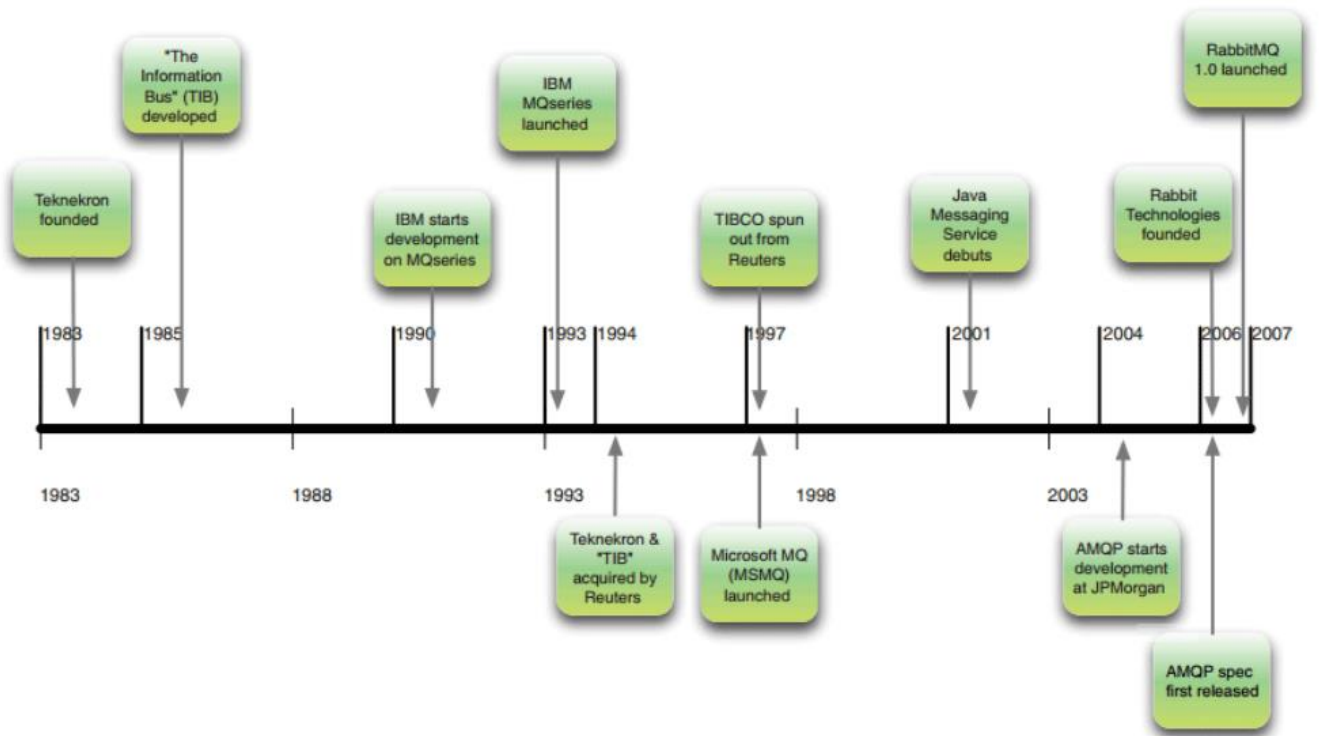 RabbitMQ
1.0 launched
"The
Information
Bus" (TIB)
developed
IBM
MQseries
launched
Teknekron
founded
IBM starts
development
on MQseries
TIBCO spun
out from
Reuters
Java
Messaging
Service
debuts
Rabbit
Technologies
founded
1983
1985
1990
1993
1994
1997
2001
2004
2006
2007
1983
1988
1993
1998
2003
Teknekron &
"TIB"
acquired by
Reuters
Microsoft MQ
(MSMQ)
launched
AMQP starts
development
at JPMorgan
AMQP spec
first released